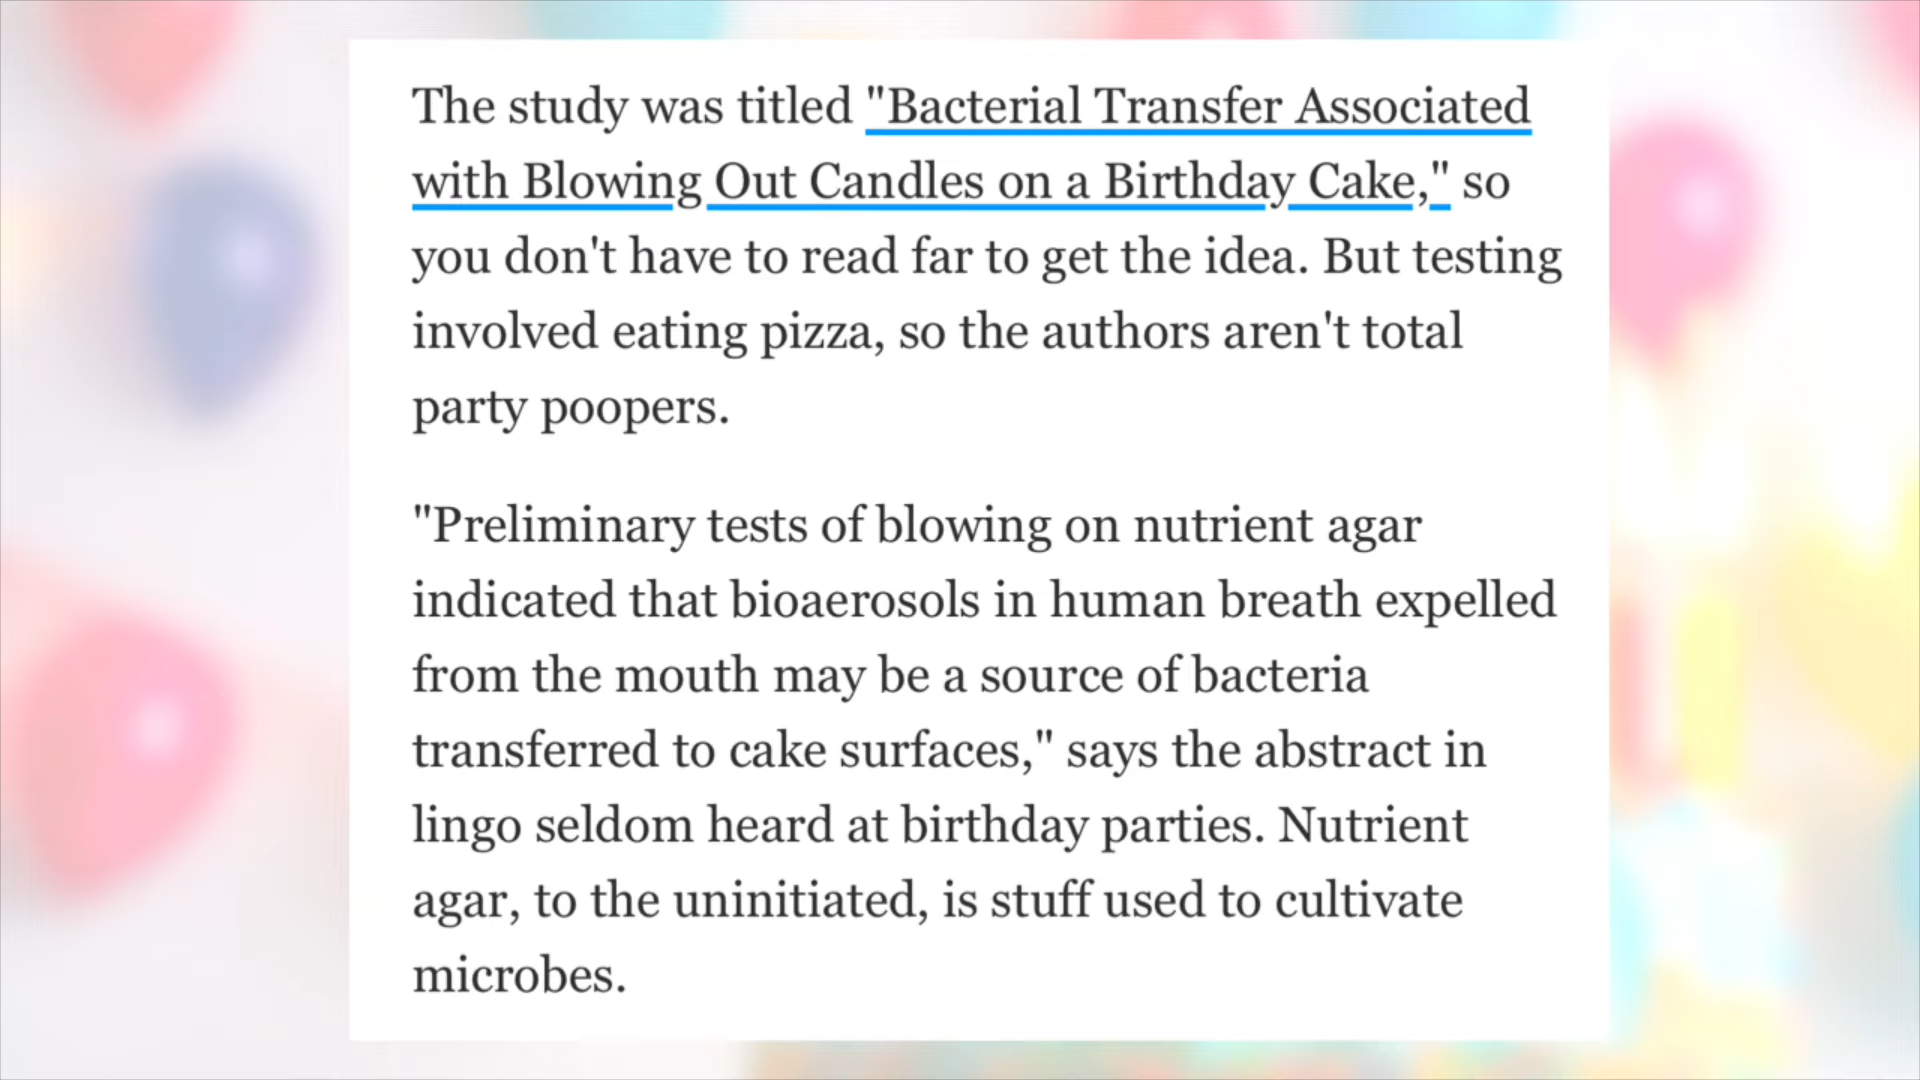 The study was titled "Bacterial Transfer Associated
with Blowing Out Candles on a Birthday Cake," so
you don't have to read far to get the idea. But testing
involved eating pizza, so the authors aren't total
party poopers.
"Preliminary tests of blowing on nutrient agar
indicated that bioaerosols in human breath expelled
from the mouth may be a source of bacteria
transferred to cake surfaces," says the abstract in
lingo seldom heard at birthday parties. Nutrient
agar, to the uninitiated, is stuff used to cultivate
microbes.